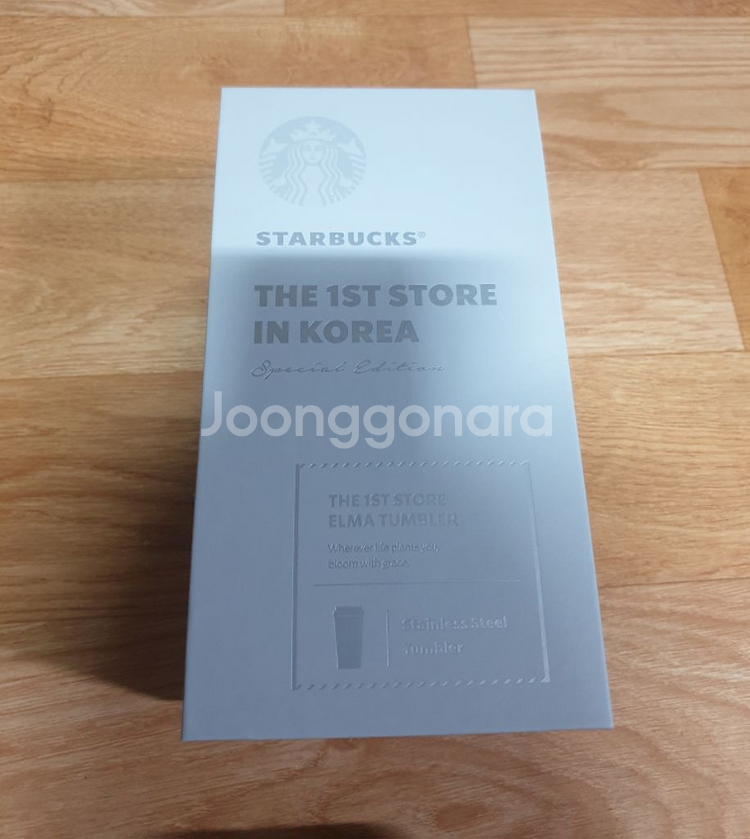 STARBUCKS®
THE 1ST STORE
IN KOREA
Special Edition
Joonggonara
THE 1ST STORE
ELMA TUMBLER
Wherever life plants you,
bloom with grace.
Stainless Steel
Tumbler